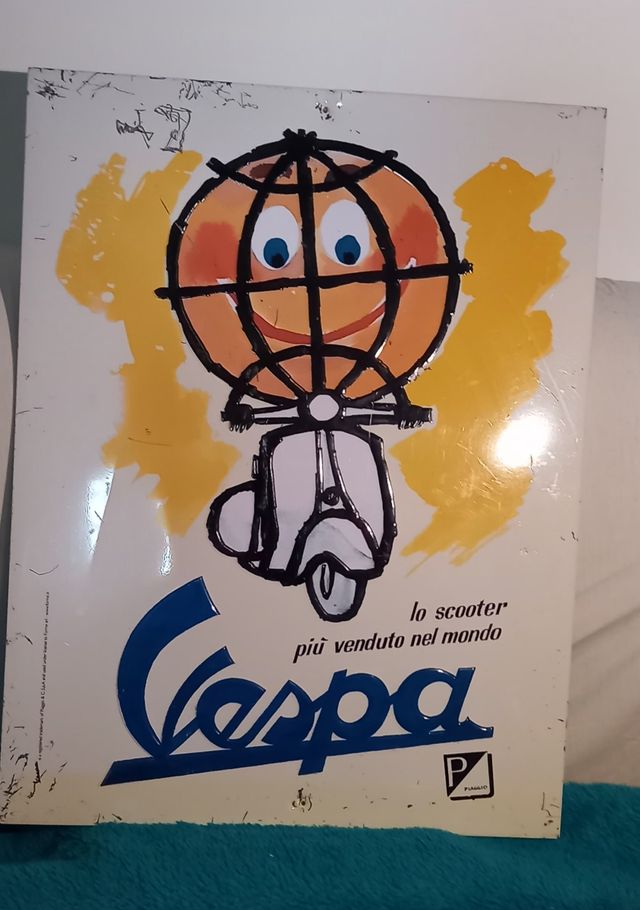 lo scooter
più venduto nel mondo
Vespa
P
PIAGGIO